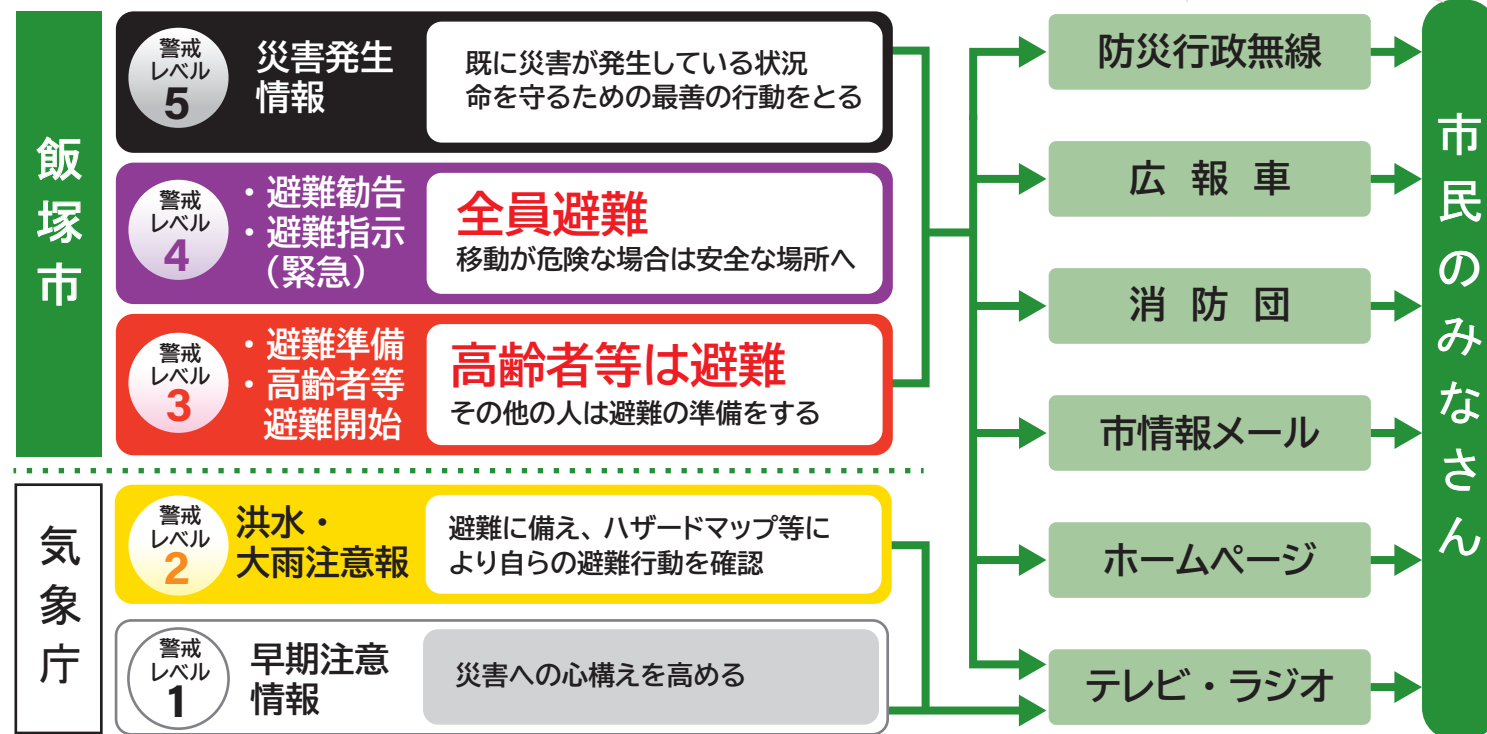 飯塚市
警戒
レベル
5
災害発生
情報
既に災害が発生している状況
命を守るための最善の行動をとる
警戒
レベル
4
・避難勧告
・避難指示
（緊急）
全員避難
移動が危険な場合は安全な場所へ
警戒
レベル
3
・避難準備
・高齢者等
避難開始
高齢者等は避難
その他の人は避難の準備をする
気象庁
警戒
レベル
2
洪水・
大雨注意報
避難に備え、ハザードマップ等に
より自らの避難行動を確認
警戒
レベル
1
早期注意
情報
災害への心構えを高める
防災行政無線
広報車
消防団
市情報メール
ホームページ
テレビ・ラジオ
市民のみなさん